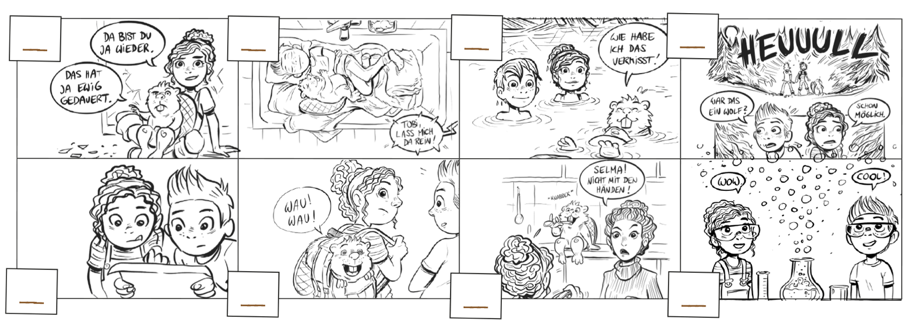 DA BIST DU
JA WIEDER.
DAS HAT
JA EWIG
GEDAUERT.
TOBI,
LASS MICH
DA REIN!
WIE HABE
ICH DAS
VERMISST!
HEUUULL
WAR DAS
EIN WOLF?
SCHON
MÖGLICH.
WAU!
WAU!
SELMA!
NICHT MIT DEN
HÄNDEN!
WOW
COOL!